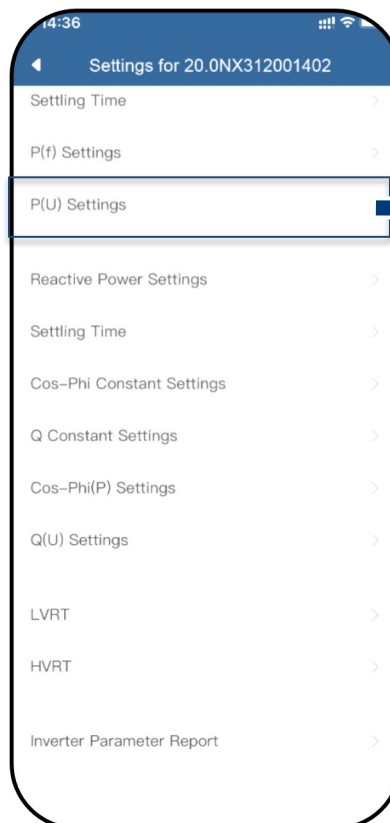 14:36
Settings for 20.0NX312001402
Settling Time
P(f) Settings
P(U) Settings
Reactive Power Settings
Settling Time
Cos-Phi Constant Settings
Q Constant Settings
Cos-Phi(P) Settings
Q(U) Settings
LVRT
HVRT
Inverter Parameter Report